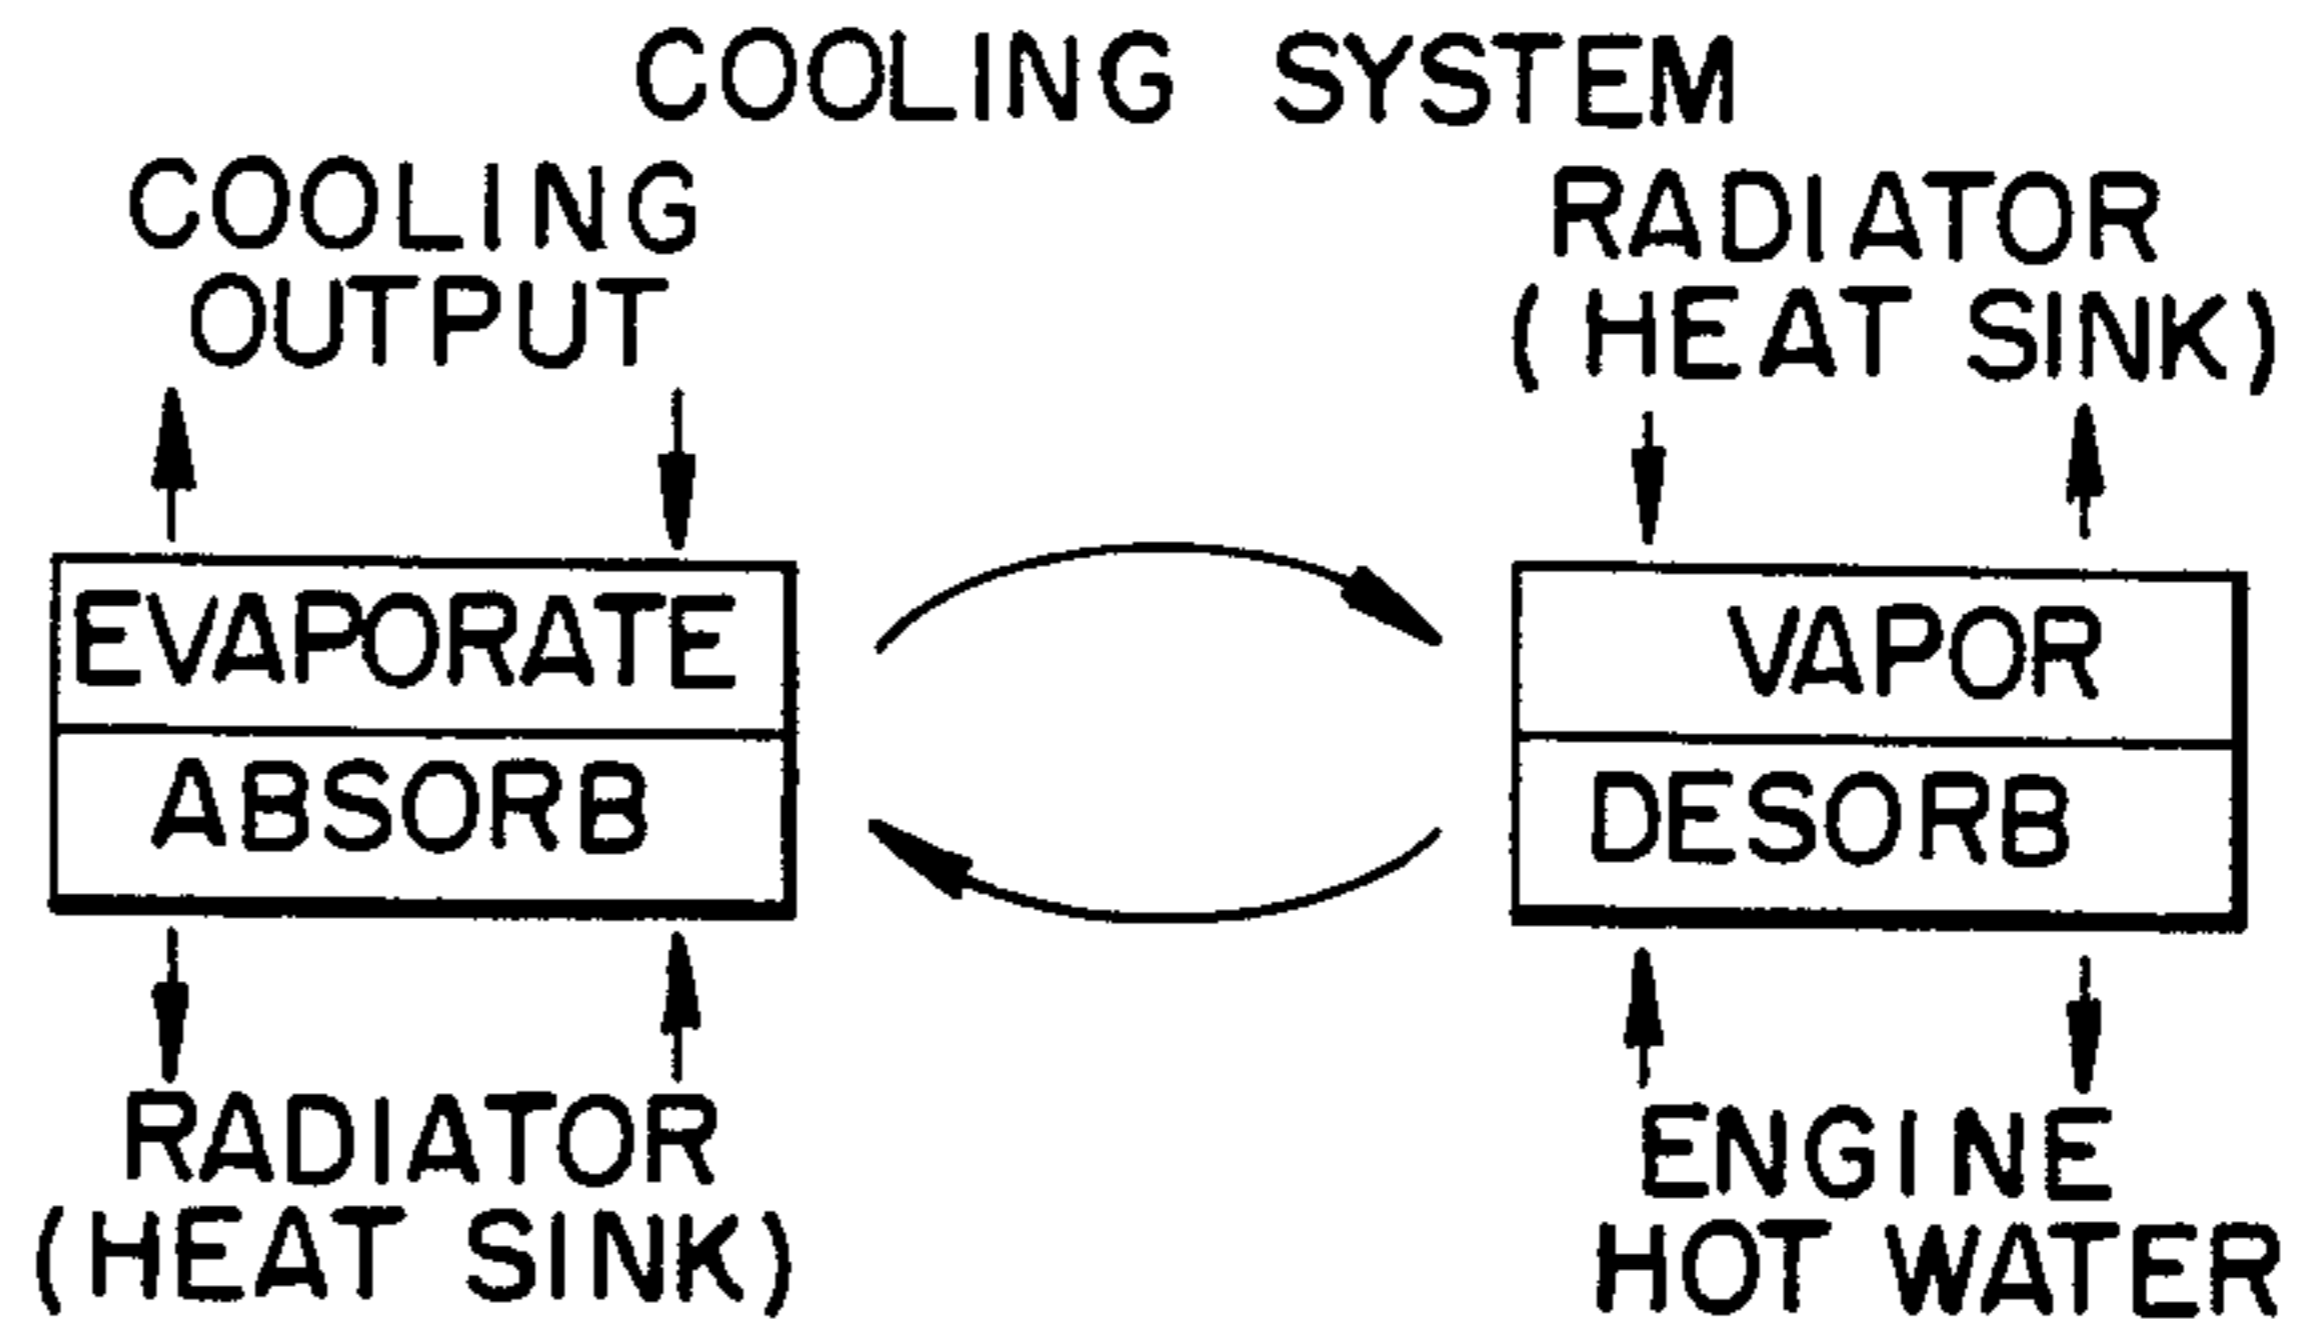 COOLING SYSTEM
COOLING
OUTPUT
RADIATOR
(HEAT SINK)
EVAPORATE
ABSORB
VAPOR
DESORB
RADIATOR
(HEAT SINK)
ENGINE
HOT WATER